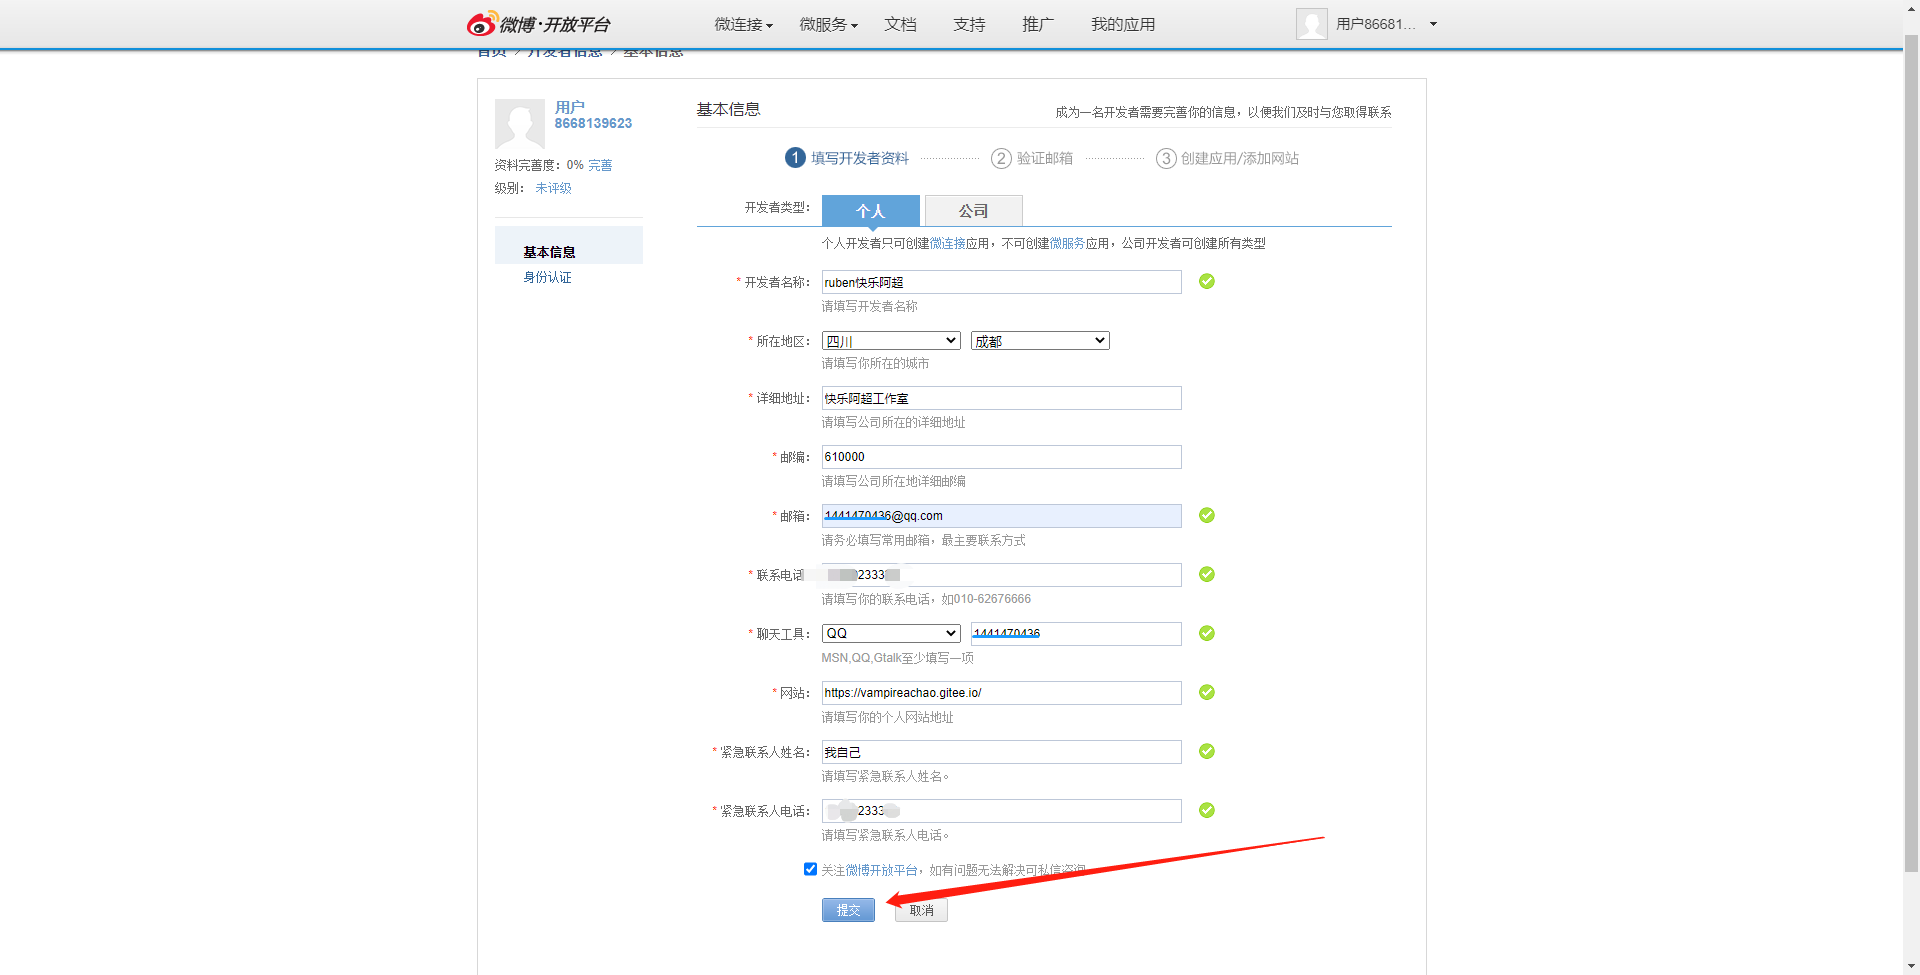 微博·开放平台
微连接 微服务 文档 支持 推广 我的应用 用户86681...
首页 > 开发者信息 > 基本信息
用户
8668139623
资料完善度：0% 完善
级别： 未评级
基本信息
身份认证
基本信息 成为一名开发者需要完善你的信息，以便我们及时与您取得联系
1 填写开发者资料 2 验证邮箱 3 创建应用/添加网站
开发者类型： 个人 公司
个人开发者只可创建微连接应用，不可创建微服务应用，公司开发者可创建所有类型
* 开发者名称： ruben快乐阿超
请填写开发者名称
* 所在地区： 四川 成都
请填写你所在的城市
* 详细地址： 快乐阿超工作室
请填写公司所在的详细地址
* 邮编： 610000
请填写公司所在地详细邮编
* 邮箱： 1441470436@qq.com
请务必填写常用邮箱，最主要联系方式
* 联系电话 2333
请填写你的联系电话，如010-62676666
* 聊天工具： QQ 1441470436
MSN,QQ,Gtalk至少填写一项
* 网站： https://vampireachao.gitee.io/
请填写你的个人网站地址
* 紧急联系人姓名： 我自己
请填写紧急联系人姓名。
* 紧急联系人电话： 2333
请填写紧急联系人电话。
关注微博开放平台，如有问题无法解决可私信咨询
提交 取消